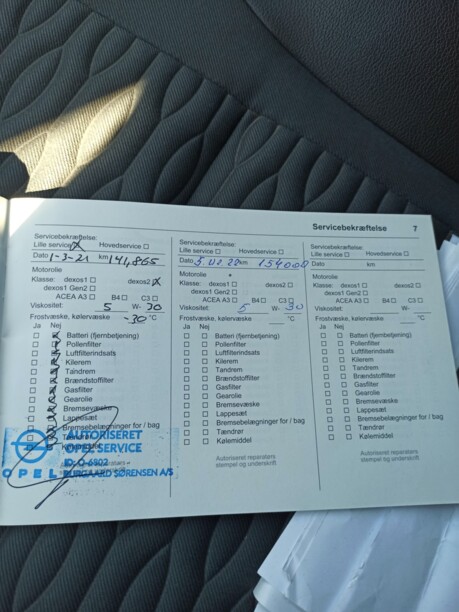 Servicebekræftelse 7
Servicebekræftelse:
Lille service Hovedservice
Dato 1-3-21 km 141,865
Motorolie
Klasse: dexos1 dexos2
dexos1 Gen2
ACEA A3 B4 C3
Viskositet: 5 W- 30
Frostvæske, kølervæske -30 °C
Ja Nej
Batteri (fjernbetjening)
Pollenfilter
Luftfilterindsats
Kilerem
Tandrem
Brændstoffilter
Gasfilter
Gearolie
Bremsevæske
Lappesæt
Bremsebelægninger for / bag
AUTORISERET
OPEL SERVICE
ID: O-6902
OPEL BURGAARD SØRENSEN A/S
Servicebekræftelse:
Lille service Hovedservice
Dato km 154000
Motorolie
Klasse: dexos1 dexos2
dexos1 Gen2
ACEA A3 B4 C3
Viskositet: 5 W- 30
Frostvæske, kølervæske °C
Ja Nej
Batteri (fjernbetjening)
Pollenfilter
Luftfilterindsats
Kilerem
Tandrem
Brændstoffilter
Gasfilter
Gearolie
Bremsevæske
Lappesæt
Bremsebelægninger for / bag
Tændrør
Kølemiddel
Autoriseret reparatørs
stempel og underskrift
Servicebekræftelse:
Lille service Hovedservice
Dato km
Motorolie
Klasse: dexos1 dexos2
dexos1 Gen2
ACEA A3 B4 C3
Viskositet: W-
Frostvæske, kølervæske °C
Ja Nej
Batteri (fjernbetjening)
Pollenfilter
Luftfilterindsats
Kilerem
Tandrem
Brændstoffilter
Gasfilter
Gearolie
Bremsevæske
Lappesæt
Bremsebelægninger for / bag
Tændrør
Kølemiddel
Autoriseret reparatørs
stempel og underskrift